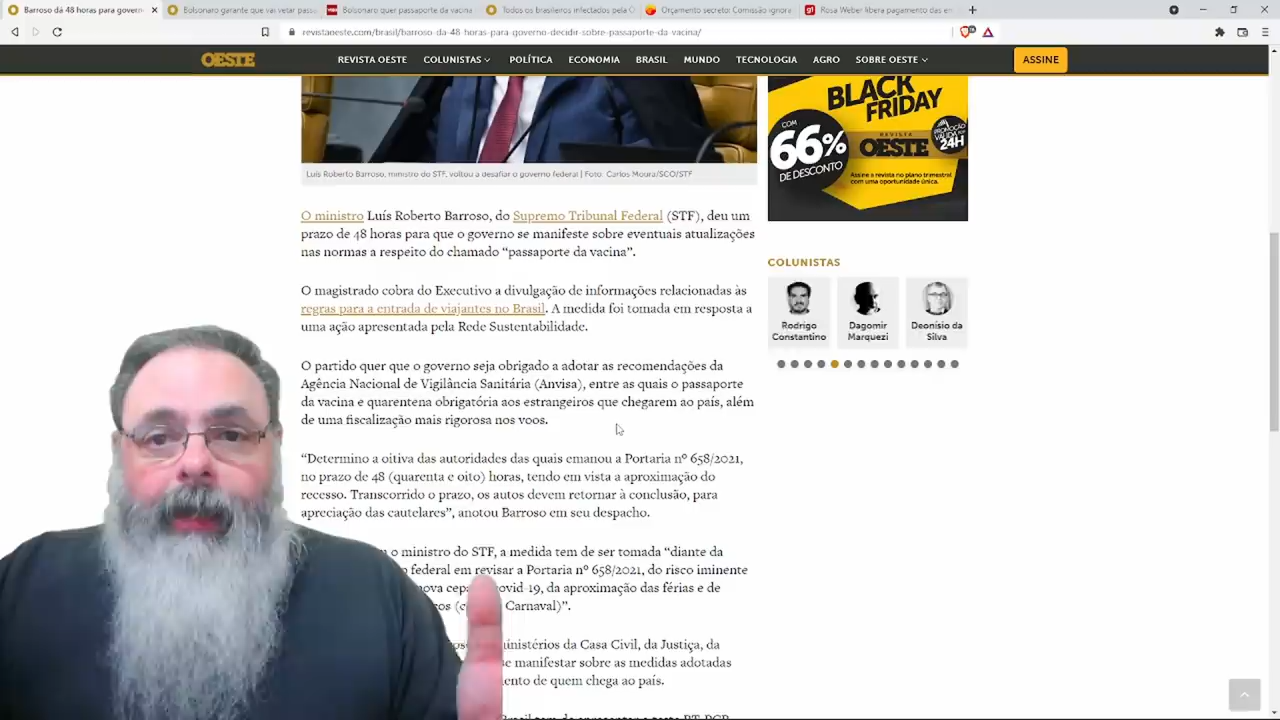 Barroso dá 48 horas para govern
Bolsonaro garante que vai vetar passa
Bolsonaro quer passaporte da vacina
Todos os brasileiros infectados pela O
Orçamento secreto: Comissão ignora
Rosa Weber libera pagamento das em
revistaoeste.com/brasil/barroso-da-48-horas-para-governo-decidir-sobre-passaporte-da-vacina/
OESTE
REVISTA OESTE
COLUNISTAS
POLÍTICA
ECONOMIA
BRASIL
MUNDO
TECNOLOGIA
AGRO
SOBRE OESTE
ASSINE
BLACK
FRIDAY
COM
66%
DE DESCONTO
REVISTA
OESTE
PROMOÇÃO
VÁLIDA POR
24H
Assine a revista no plano trimestral
com uma oportunidade única.
Luís Roberto Barroso, ministro do STF, voltou a desafiar o governo federal | Foto: Carlos Moura/SCO/STF
O ministro Luís Roberto Barroso, do Supremo Tribunal Federal (STF), deu um
prazo de 48 horas para que o governo se manifeste sobre eventuais atualizações
nas normas a respeito do chamado “passaporte da vacina”.
O magistrado cobra do Executivo a divulgação de informações relacionadas às
regras para a entrada de viajantes no Brasil. A medida foi tomada em resposta a
uma ação apresentada pela Rede Sustentabilidade.
O partido quer que o governo seja obrigado a adotar as recomendações da
Agência Nacional de Vigilância Sanitária (Anvisa), entre as quais o passaporte
da vacina e quarentena obrigatória aos estrangeiros que chegarem ao país, além
de uma fiscalização mais rigorosa nos voos.
“Determino a oitiva das autoridades das quais emanou a Portaria nº 658/2021,
no prazo de 48 (quarenta e oito) horas, tendo em vista a aproximação do
recesso. Transcorrido o prazo, os autos devem retornar à conclusão, para
apreciação das cautelares”, anotou Barroso em seu despacho.
o ministro do STF, a medida tem de ser tomada “diante da
federal em revisar a Portaria nº 658/2021, do risco iminente
nova cepa covid-19, da aproximação das férias e de
Carnaval)”.
ministérios da Casa Civil, da Justiça, da
se manifestar sobre as medidas adotadas
de quem chega ao país.
COLUNISTAS
Rodrigo
Constantino
Dagomir
Marquezi
Deonísio da
Silva